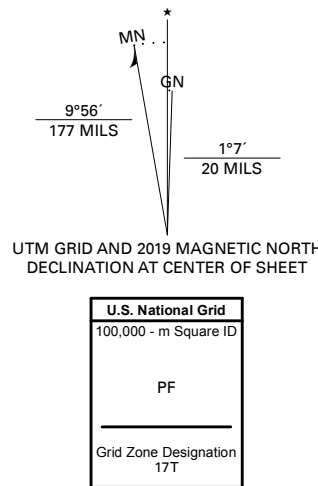 ★
MN
GN
9°56´
177 MILS
1°7´
20 MILS
UTM GRID AND 2019 MAGNETIC NORTH
DECLINATION AT CENTER OF SHEET
U.S. National Grid
100,000 - m Square ID
PF
Grid Zone Designation
17T